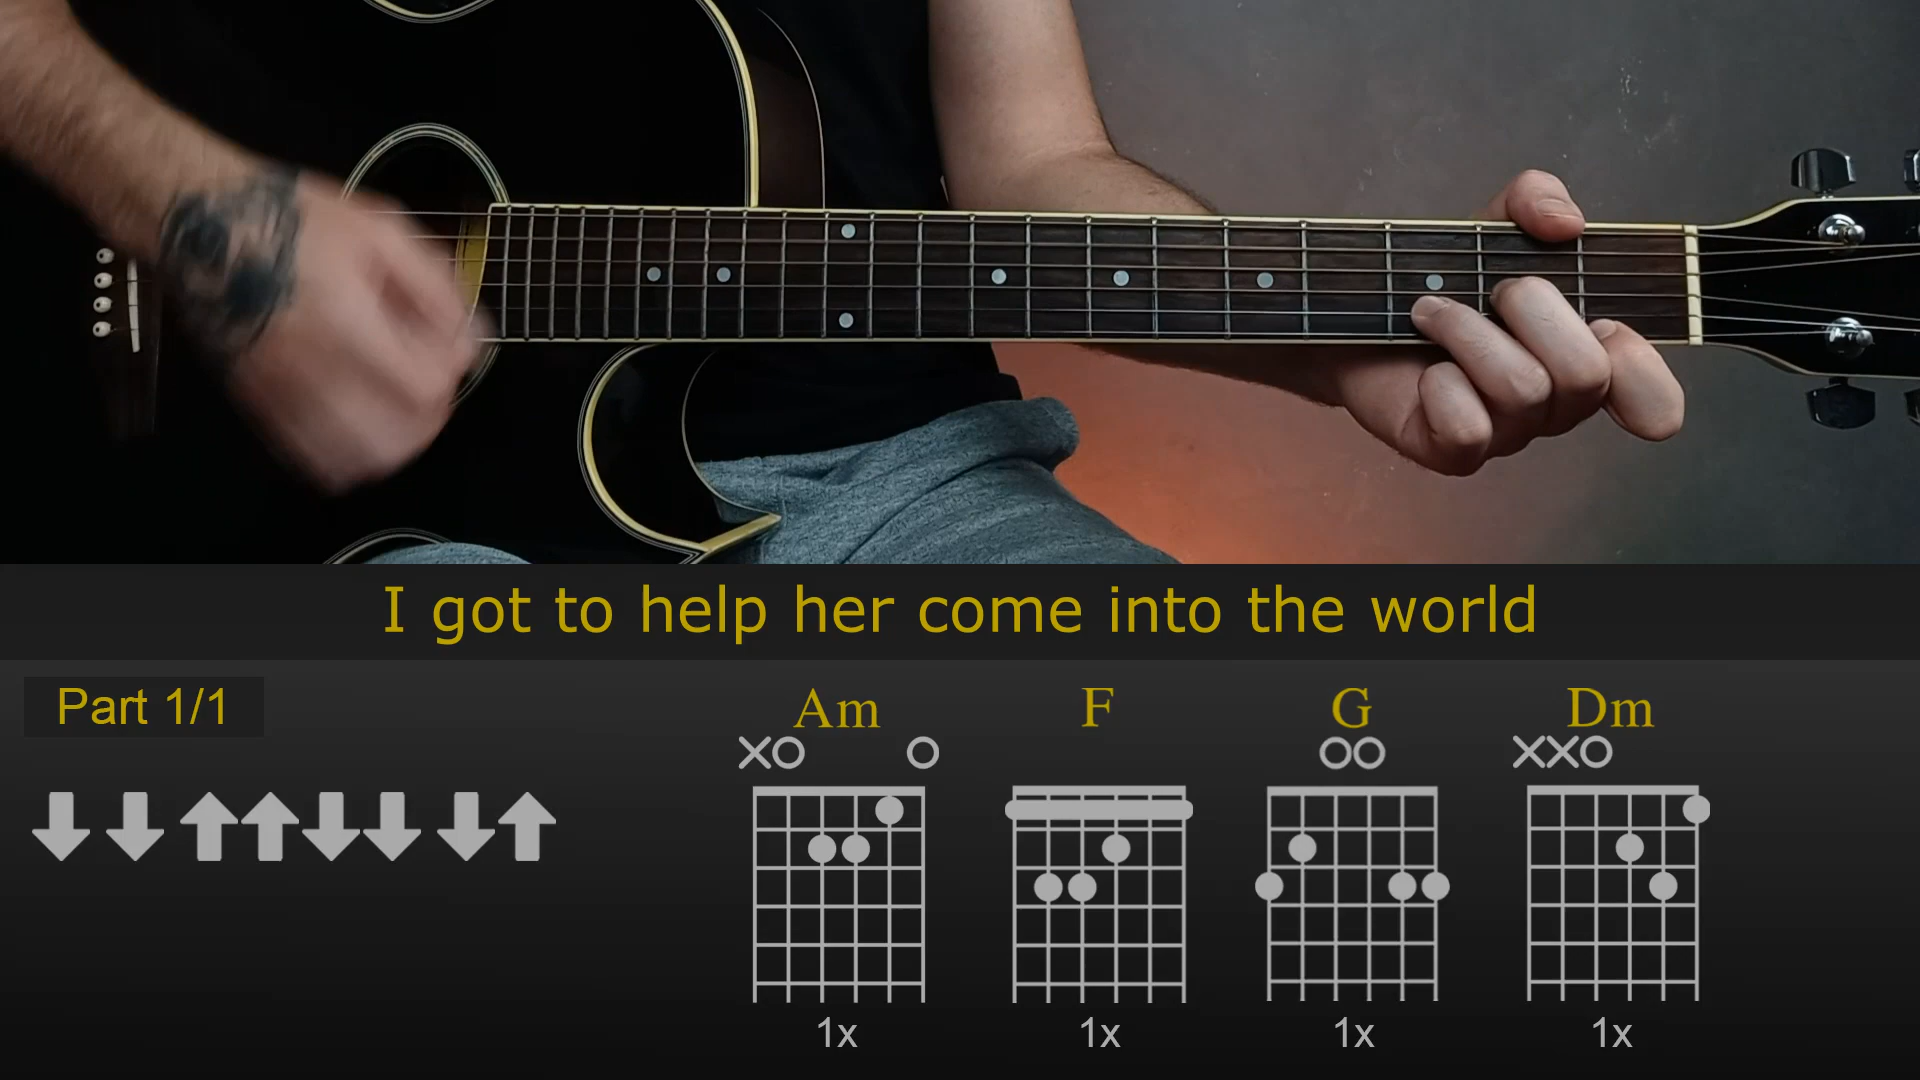 I got to help her come into the world
Part 1/1
Am F G Dm
1x 1x 1x 1x